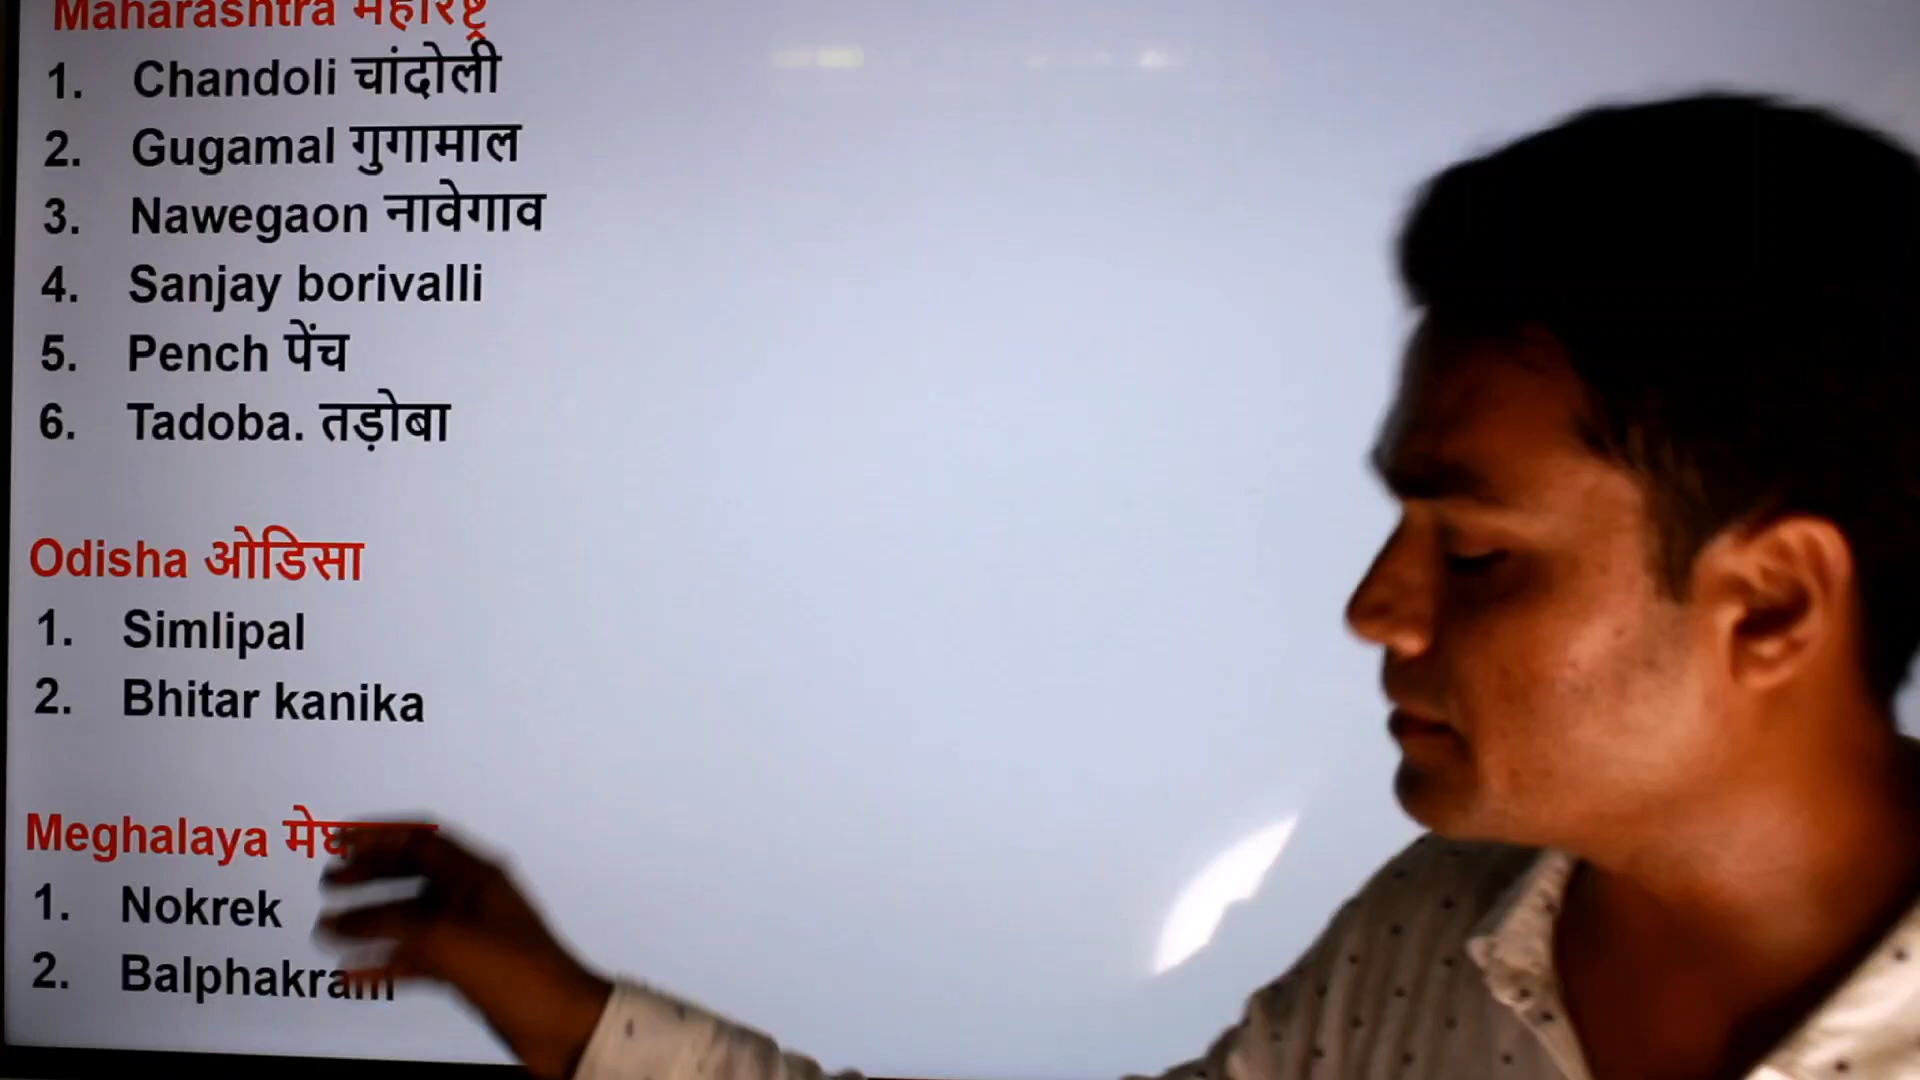 Maharashtra महाराष्ट्र
1. Chandoli चांदोली
2. Gugamal गुगामाल
3. Nawegaon नावेगाव
4. Sanjay borivalli
5. Pench पेंच
6. Tadoba. तड़ोबा
Odisha ओडिसा
1. Simlipal
2. Bhitar kanika
Meghalaya
1. Nokrek
2. Balphakram